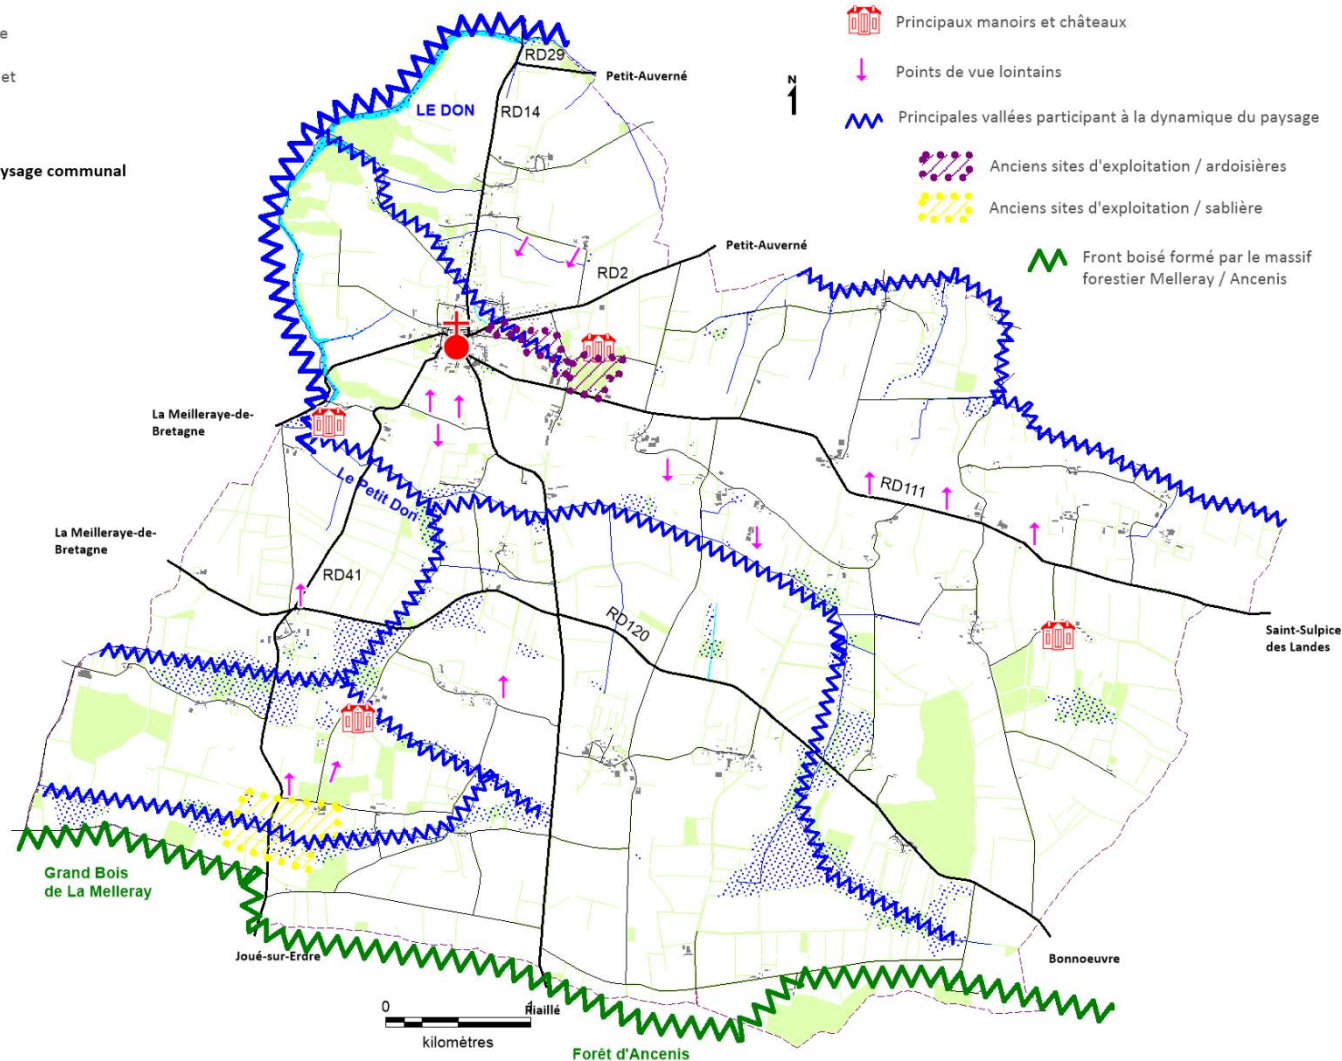 e
et
ysage communal
Principaux manoirs et châteaux
Points de vue lointains
Principales vallées participant à la dynamique du paysage
Anciens sites d'exploitation / ardoisières
Anciens sites d'exploitation / sablière
Front boisé formé par le massif
forestier Melleray / Ancenis
N
RD29
Petit-Auverné
LE DON
RD14
Petit-Auverné
RD2
La Meilleraye-de-
Bretagne
Le Petit Don
RD111
La Meilleraye-de-
Bretagne
RD41
RD120
Saint-Sulpice
des Landes
Grand Bois
de La Melleray
Joué-sur-Erdre
Bonnoeuvre
0
1
Riaillé
kilomètres
Forêt d'Ancenis